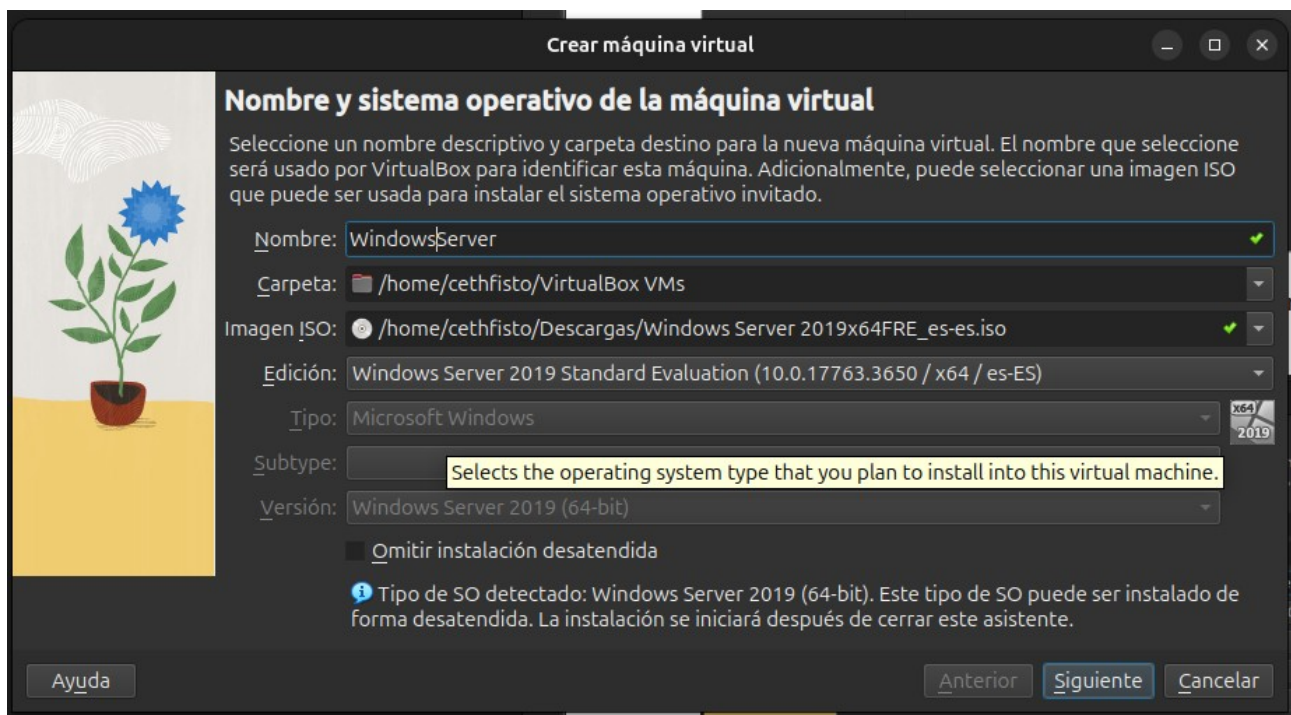 Crear máquina virtual
Nombre y sistema operativo de la máquina virtual
Seleccione un nombre descriptivo y carpeta destino para la nueva máquina virtual. El nombre que seleccione
será usado por VirtualBox para identificar esta máquina. Adicionalmente, puede seleccionar una imagen ISO
que puede ser usada para instalar el sistema operativo invitado.
Nombre: WindowsServer
Carpeta: /home/cethfisto/VirtualBox VMs
Imagen ISO: /home/cethfisto/Descargas/Windows Server 2019x64FRE_es-es.iso
Edición: Windows Server 2019 Standard Evaluation (10.0.17763.3650 / x64 / es-ES)
Tipo: Microsoft Windows
x64
2019
Subtype:
Selects the operating system type that you plan to install into this virtual machine.
Versión: Windows Server 2019 (64-bit)
Omitir instalación desatendida
Tipo de SO detectado: Windows Server 2019 (64-bit). Este tipo de SO puede ser instalado de
forma desatendida. La instalación se iniciará después de cerrar este asistente.
Ayuda Anterior Siguiente Cancelar